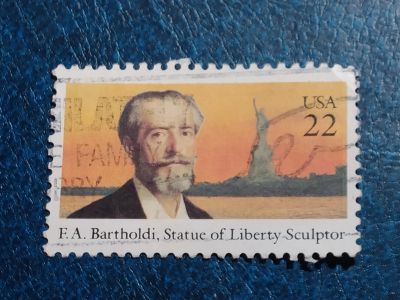 USA
22
F.A. Bartholdi, Statue of Liberty Sculptor